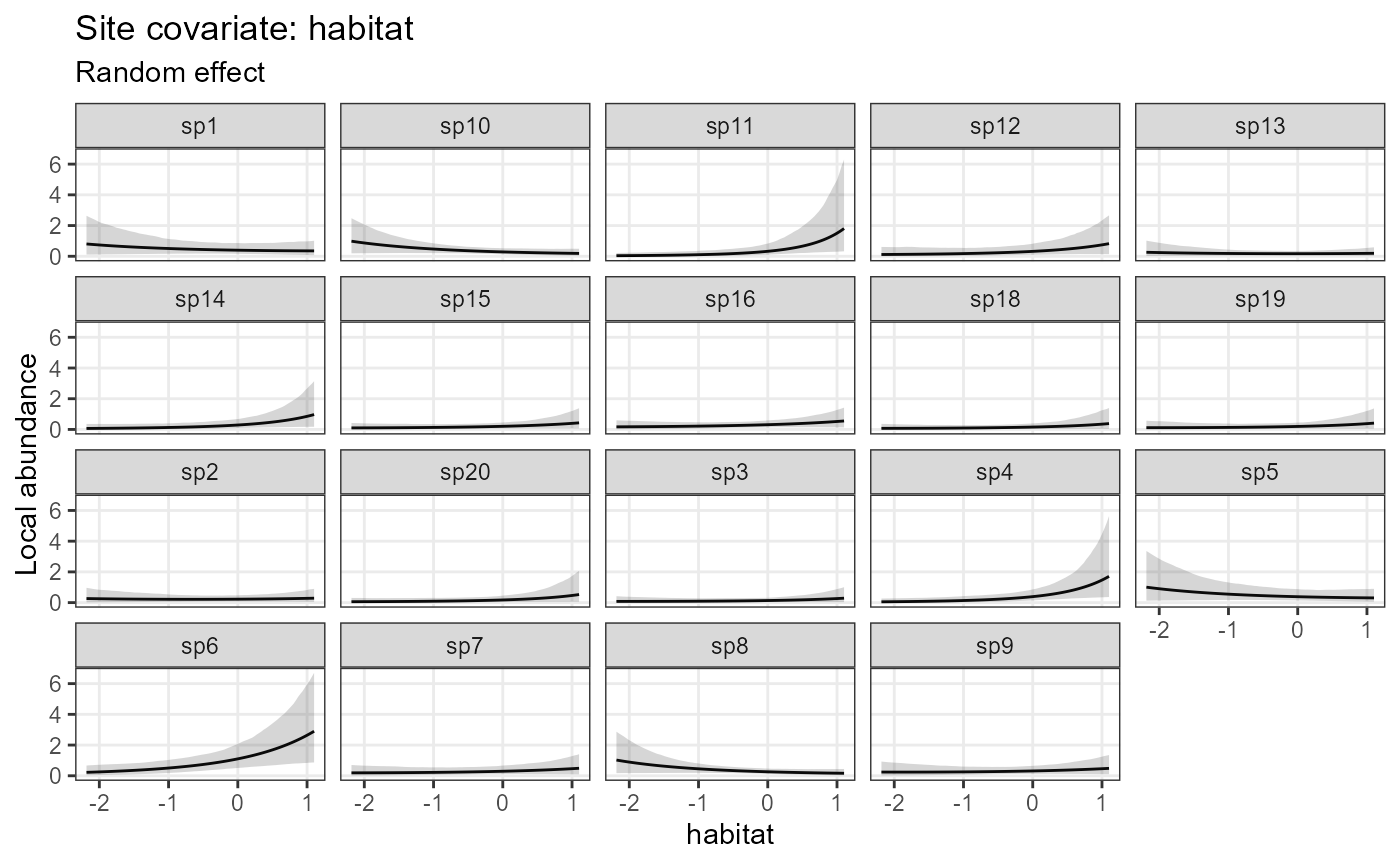 Site covariate: habitat
Random effect
sp1 sp10 sp11 sp12 sp13
6
4
2
0
sp14 sp15 sp16 sp18 sp19
6
4
2
0
Local abundance
sp2 sp20 sp3 sp4 sp5
6
4
2
0
-2 -1 0 1
sp6 sp7 sp8 sp9
6
4
2
0
-2 -1 0 1 -2 -1 0 1 -2 -1 0 1 -2 -1 0 1
habitat